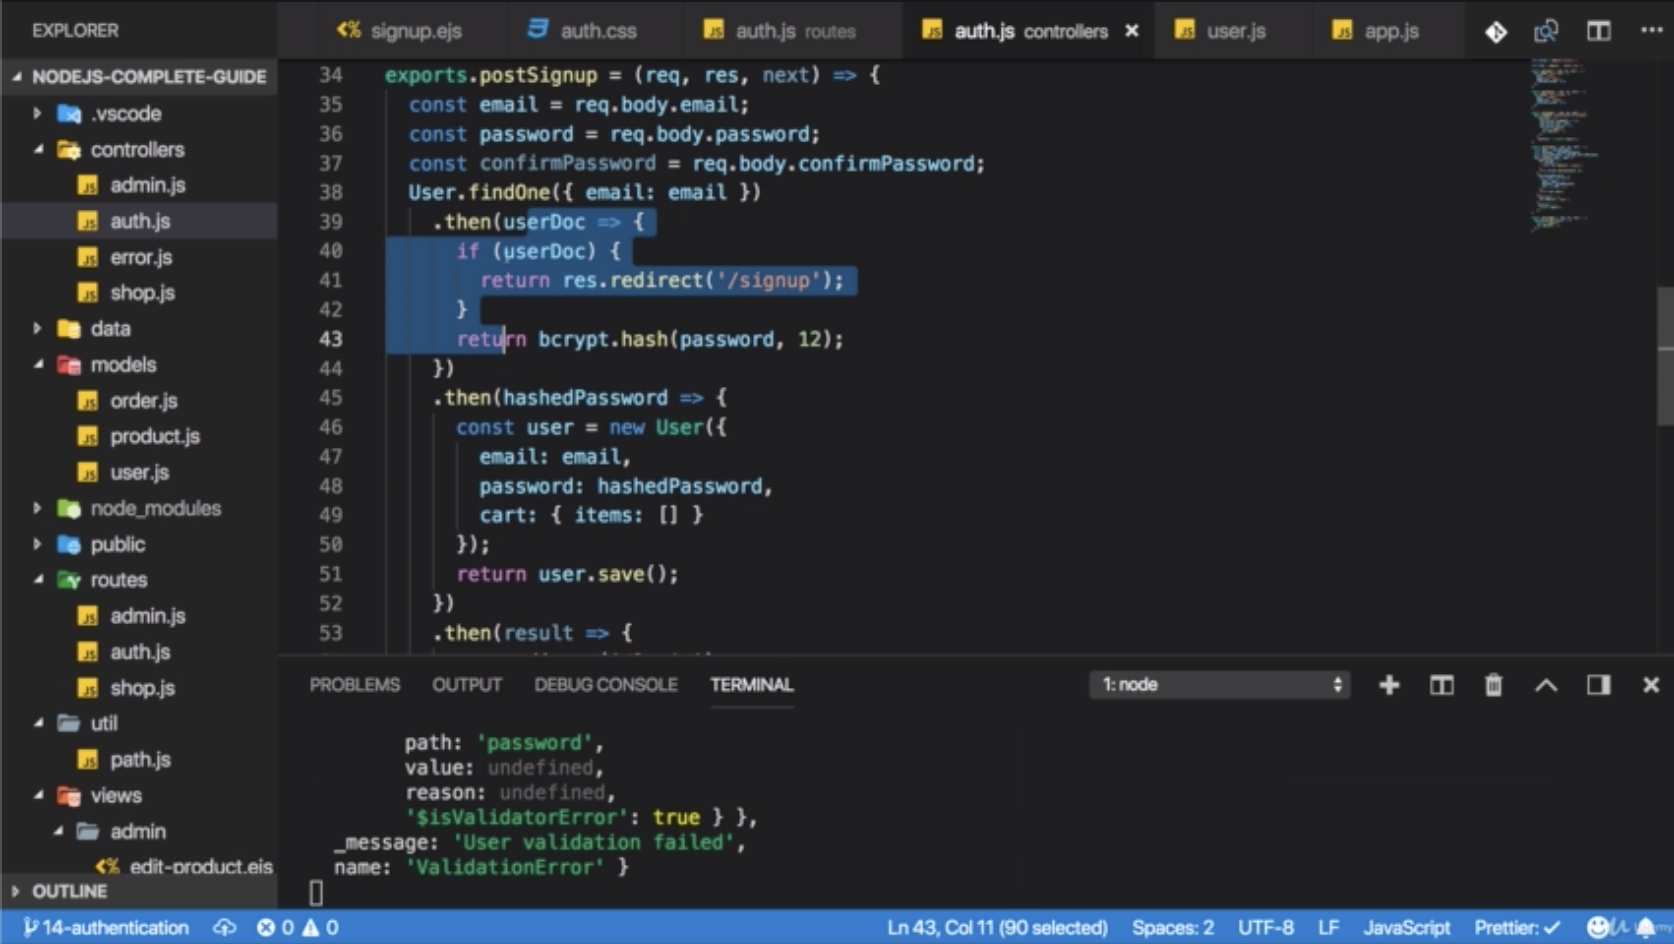 EXPLORER
NODEJS-COMPLETE-GUIDE
.vscode
controllers
admin.js
auth.js
error.js
shop.js
data
models
order.js
product.js
user.js
node_modules
public
routes
admin.js
auth.js
shop.js
util
path.js
views
admin
edit-product.ejs
OUTLINE
signup.ejs
auth.css
auth.js routes
auth.js controllers
user.js
app.js
34 exports.postSignup = (req, res, next) => {
35 const email = req.body.email;
36 const password = req.body.password;
37 const confirmPassword = req.body.confirmPassword;
38 User.findOne({ email: email })
39 .then(userDoc => {
40 if (userDoc) {
41 return res.redirect('/signup');
42 }
43 return bcrypt.hash(password, 12);
44 })
45 .then(hashedPassword => {
46 const user = new User({
47 email: email,
48 password: hashedPassword,
49 cart: { items: [] }
50 });
51 return user.save();
52 })
53 .then(result => {
PROBLEMS OUTPUT DEBUG CONSOLE TERMINAL
1: node
path: 'password',
value: undefined,
reason: undefined,
'$isValidatorError': true } },
_message: 'User validation failed',
name: 'ValidationError' }
14-authentication 0 0 Ln 43, Col 11 (90 selected) Spaces: 2 UTF-8 LF JavaScript Prettier: ✓